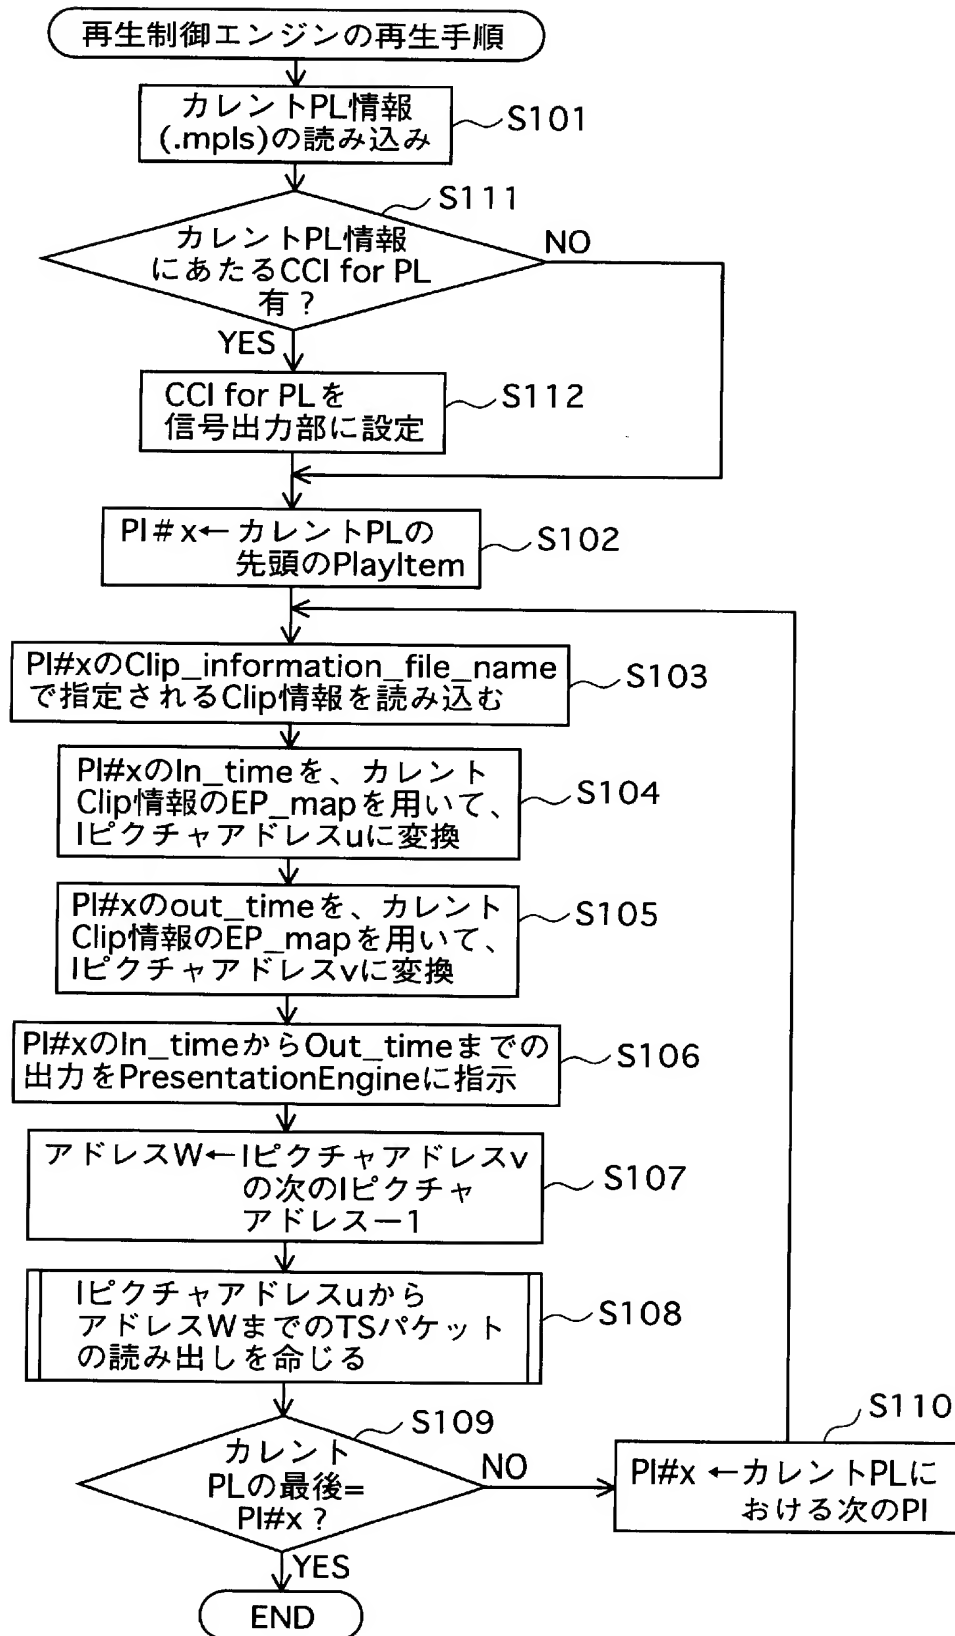 再生制御エンジンの再生手順
カレントPL情報
(.mpls)の読み込み
S101
S111
カレントPL情報
にあたるCCI for PL
有？
NO
YES
CCI for PLを
信号出力部に設定
S112
PI#x←カレントPLの
先頭のPlayItem
S102
PI#xのClip_information_file_name
で指定されるClip情報を読み込む
S103
PI#xのIn_timeを、カレント
Clip情報のEP_mapを用いて、
Iピクチャアドレスuに変換
S104
PI#xのout_timeを、カレント
Clip情報のEP_mapを用いて、
Iピクチャアドレスvに変換
S105
PI#xのIn_timeからOut_timeまでの
出力をPresentationEngineに指示
S106
アドレスW←Iピクチャアドレスv
の次のIピクチャ
アドレスー1
S107
Iピクチャアドレスuから
アドレスWまでのTSパケット
の読み出しを命じる
S108
S109
カレント
PLの最後=
PI#x？
NO
YES
S110
PI#x ←カレントPLに
おける次のPI
END